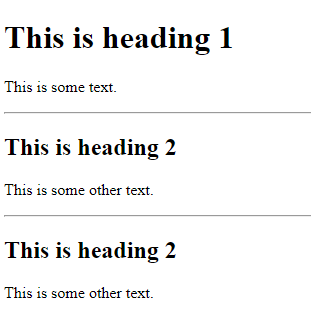 This is heading 1
This is some text.
This is heading 2
This is some other text.
This is heading 2
This is some other text.